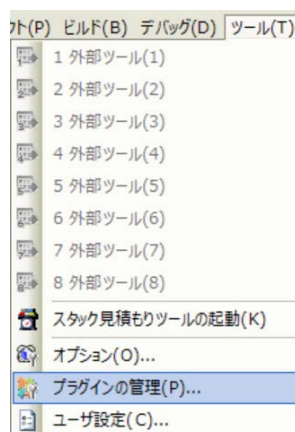 ﾌﾄ(P) ビルド(B) デバッグ(D) ツール(T)
1 外部ツール(1)
2 外部ツール(2)
3 外部ツール(3)
4 外部ツール(4)
5 外部ツール(5)
6 外部ツール(6)
7 外部ツール(7)
8 外部ツール(8)
スタック見積もりツールの起動(K)
オプション(O)...
プラグインの管理(P)...
ユーザ設定(C)...